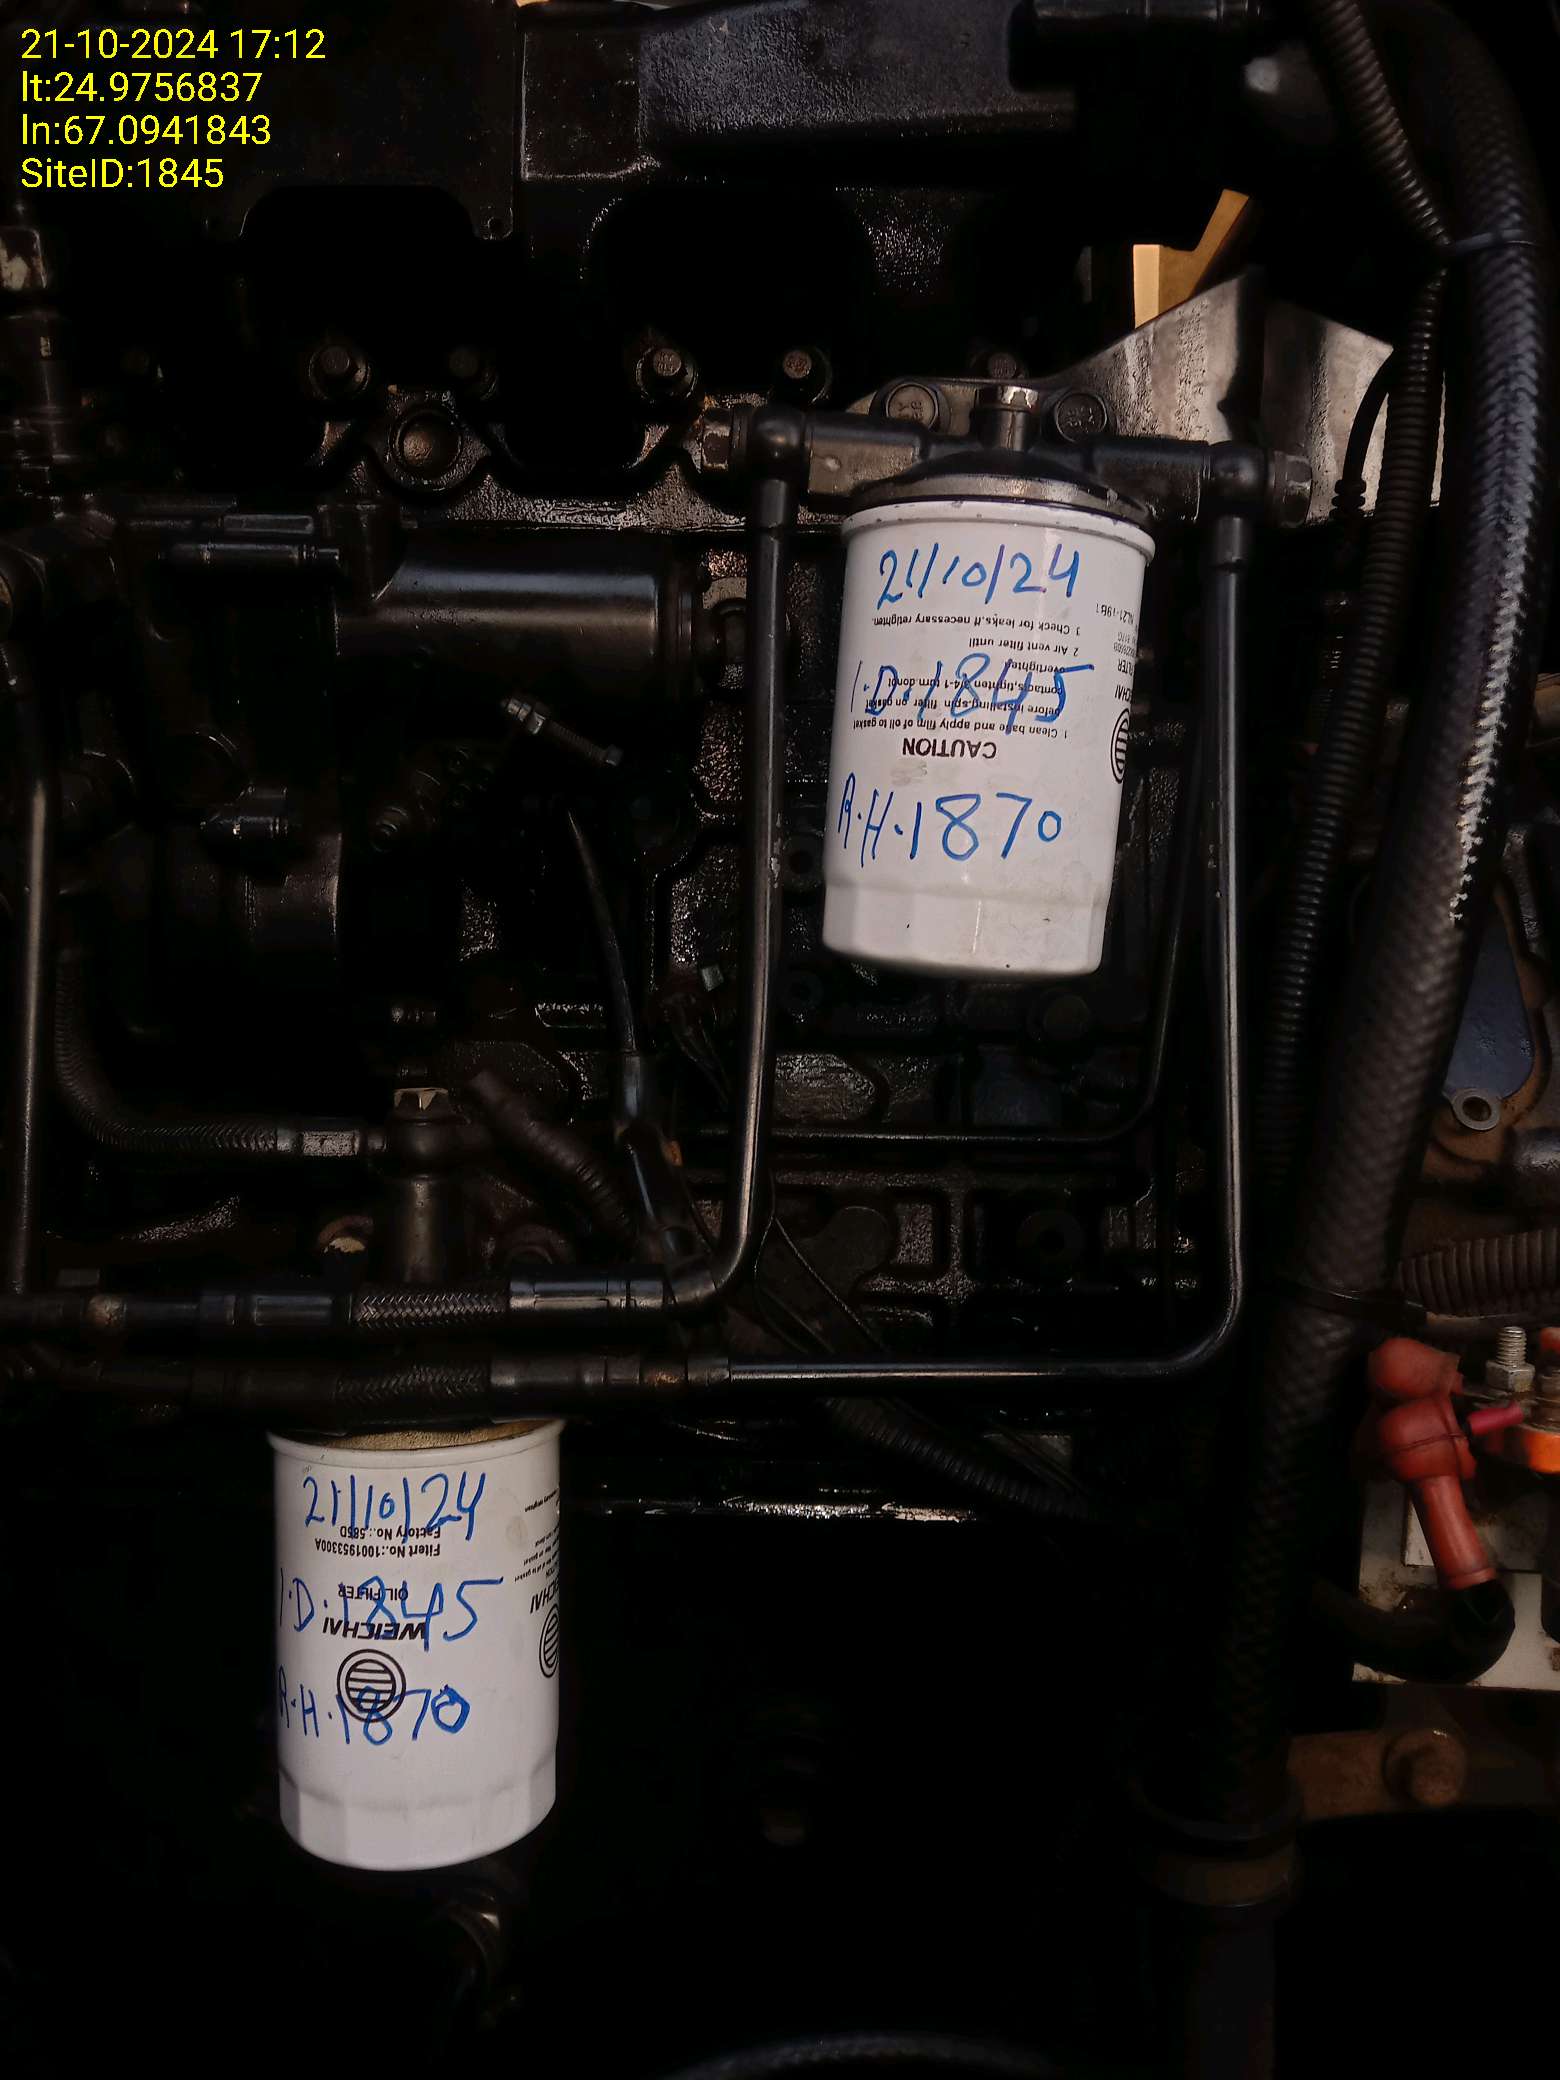 21-10-2024 17:12
lt:24.9756837
ln:67.0941843
SiteID:1845
21/10/24
I.D.1845
A.H.1870
CAUTION
1 Clean base and apply film of oil to gasket
before installing,spin filter on gasket
contacts,tighten 3/4-1 turn donot
overtighten
2 Air vent filter until
3 Check for leaks,if necessary retighten.
21/10/24
I.D.1845
A.H.1870
WEICHAI
OIL FILTER
Filert No.:1001953300A
Factory No.:585D